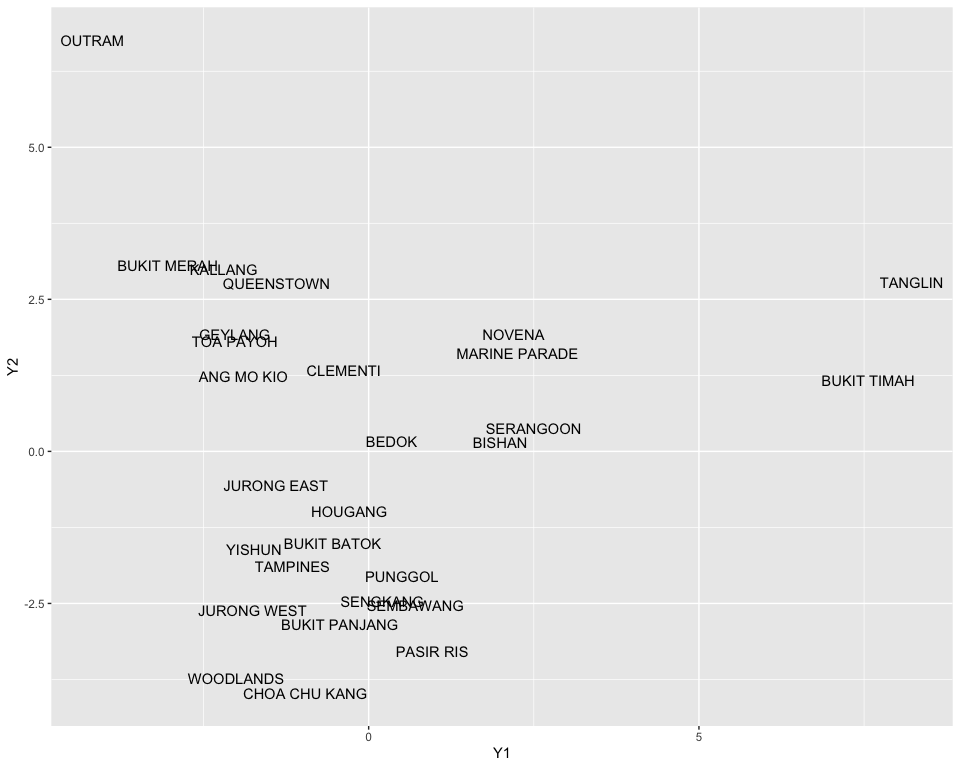 OUTRAM
5.0
BUKIT MERAH
KALLANG
QUEENSTOWN
TANGLIN
2.5
GEYLANG
NOVENA
TOA PAYOH
MARINE PARADE
Y2
CLEMENTI
ANG MO KIO
BUKIT TIMAH
SERANGOON
BEDOK
BISHAN
0.0
JURONG EAST
HOUGANG
BUKIT BATOK
YISHUN
TAMPINES
PUNGGOL
SENGKANG
-2.5
SEMBAWANG
JURONG WEST
BUKIT PANJANG
PASIR RIS
WOODLANDS
CHOA CHU KANG
0
5
Y1